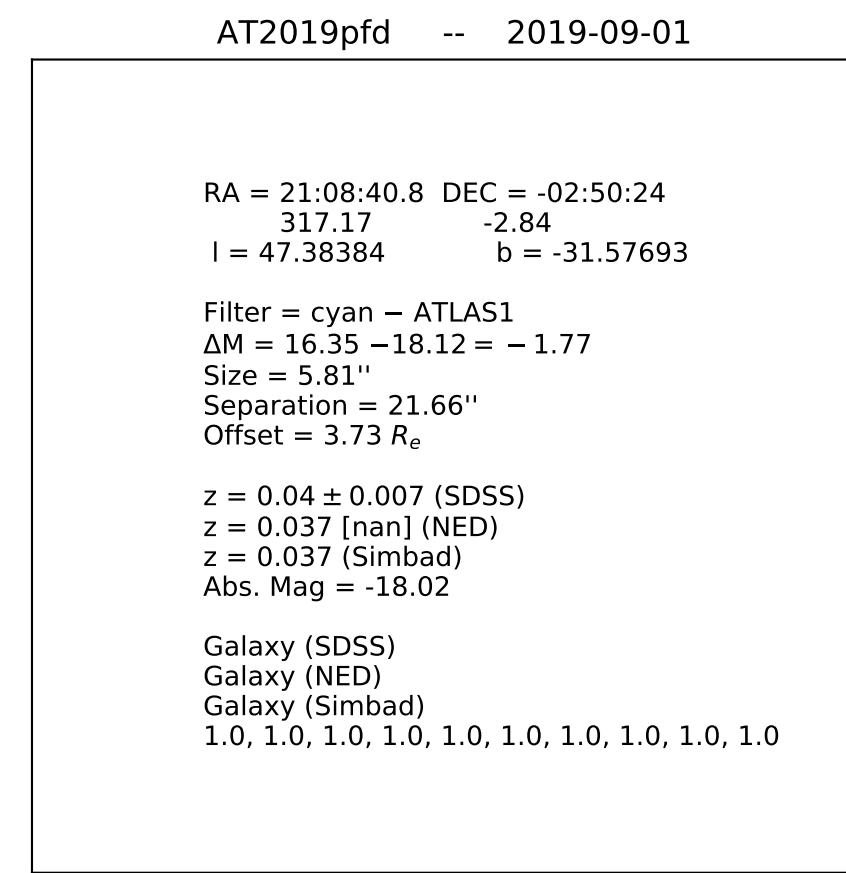 AT2019pfd -- 2019-09-01
RA = 21:08:40.8 DEC = -02:50:24
317.17 -2.84
l = 47.38384 b = -31.57693
Filter = cyan − ATLAS1
ΔM = 16.35 −18.12 = − 1.77
Size = 5.81''
Separation = 21.66''
Offset = 3.73 Rₑ
z = 0.04 ± 0.007 (SDSS)
z = 0.037 [nan] (NED)
z = 0.037 (Simbad)
Abs. Mag = -18.02
Galaxy (SDSS)
Galaxy (NED)
Galaxy (Simbad)
1.0, 1.0, 1.0, 1.0, 1.0, 1.0, 1.0, 1.0, 1.0, 1.0